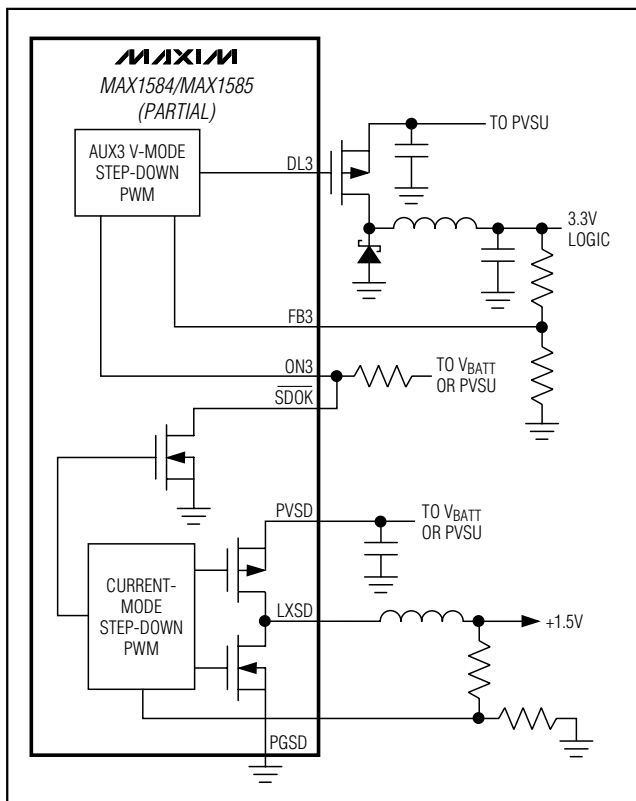 MAXIM
MAX1584/MAX1585
(PARTIAL)
AUX3 V-MODE
STEP-DOWN
PWM
DL3
TO PVSU
3.3V
LOGIC
FB3
ON3
SDOK
TO VBATT
OR PVSU
PVSD
TO VBATT
OR PVSU
CURRENT-
MODE
STEP-DOWN
PWM
LXSD
+1.5V
PGSD